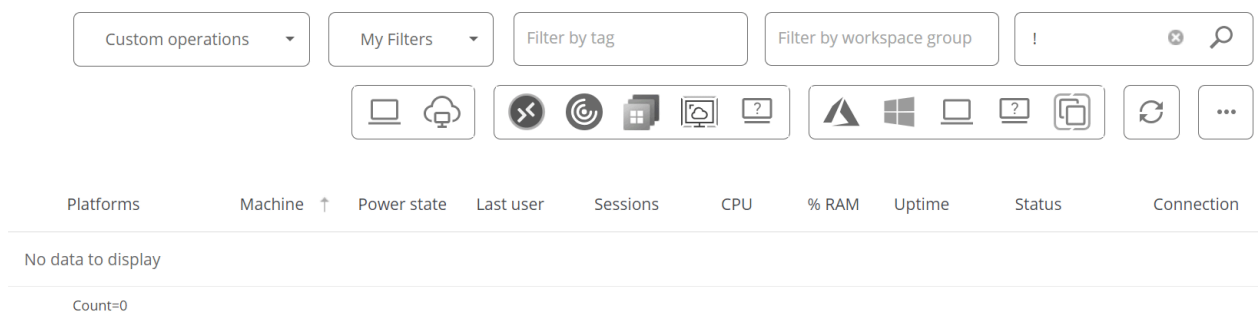 Custom operations My Filters Filter by tag Filter by workspace group !
? ?
Platforms Machine ↑ Power state Last user Sessions CPU % RAM Uptime Status Connection
No data to display
Count=0